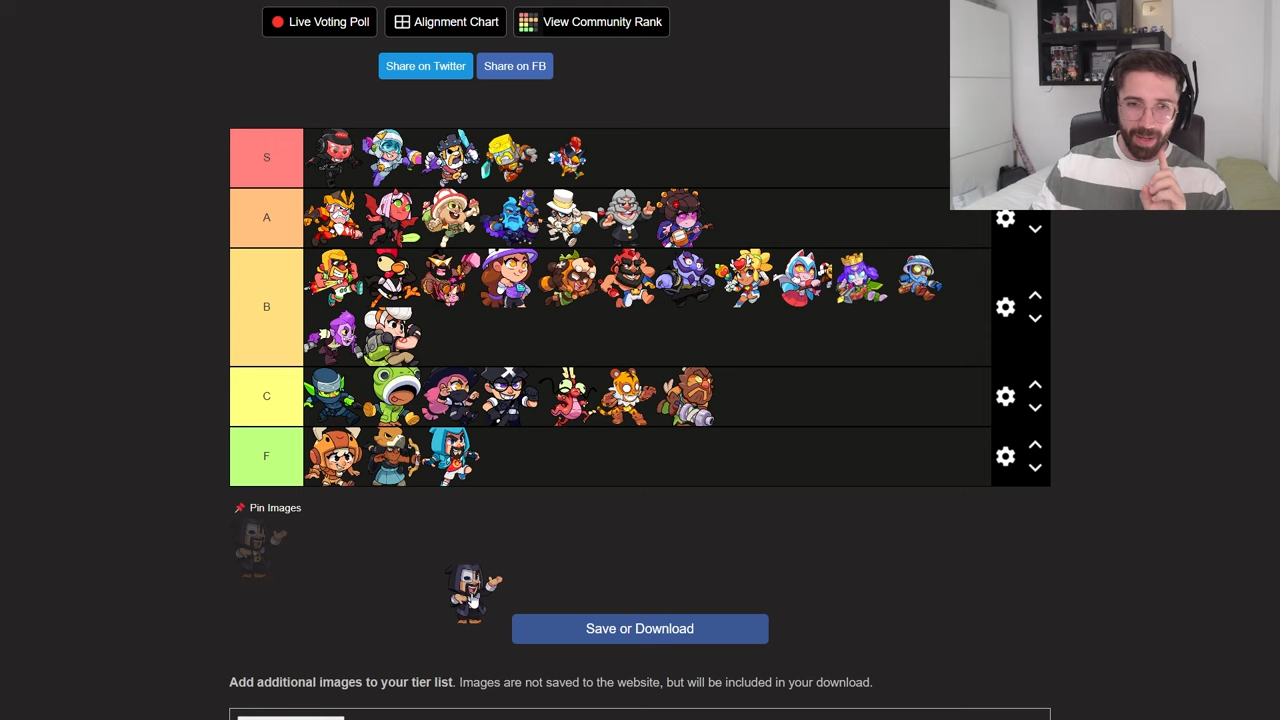 Live Voting Poll
Alignment Chart
View Community Rank
Share on Twitter
Share on FB
S
A
B
C
F
Pin Images
Save or Download
Add additional images to your tier list. Images are not saved to the website, but will be included in your download.